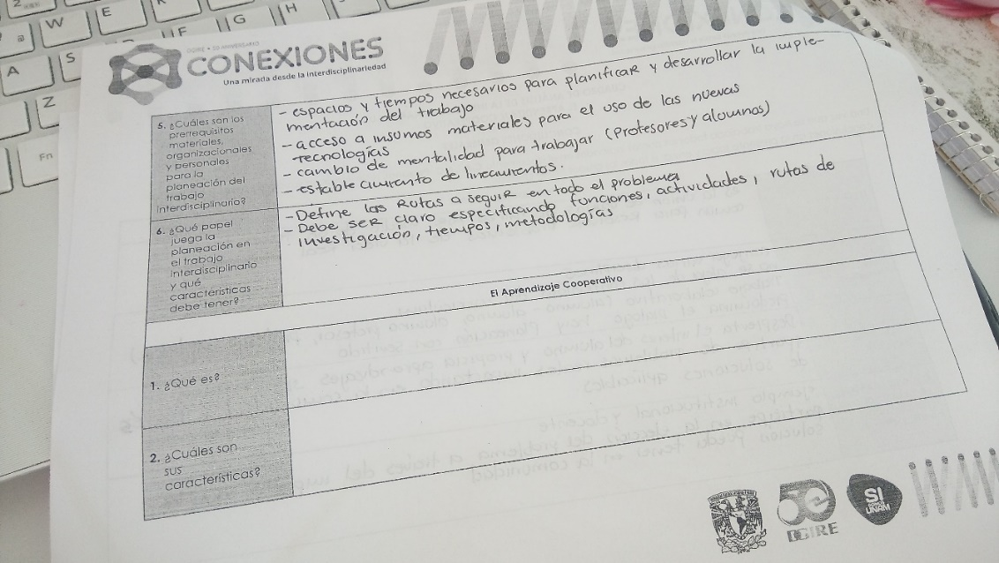 Z
W
E
G
H
F
A
S
Z
Fn
CONEXIONES
Una mirada desde la interdisciplinariedad
5. ¿Cuáles son los
prerrequisitos
materiales,
organizacionales
y personales
para la
planeación del
trabajo
interdisciplinario?
- espacios y tiempos necesarios para planificar y desarrollar la imple-
mentación del trabajo
- acceso a insumos materiales para el uso de las nuevas
tecnologías
- cambio de mentalidad para trabajar (Profesores y alumnos)
- establecimiento de lineamientos.
6. ¿Qué papel
juega la
planeación en
el trabajo
interdisciplinario
y qué
características
debe tener?
- Define las Rutas a seguir en todo el problema
- Debe ser claro especificando funciones, actividades, rutas de
investigación, tiempos, metodologías
El Aprendizaje Cooperativo
1. ¿Qué es?
2. ¿Cuáles son
sus
características?
DGIRE
SI
UNAM